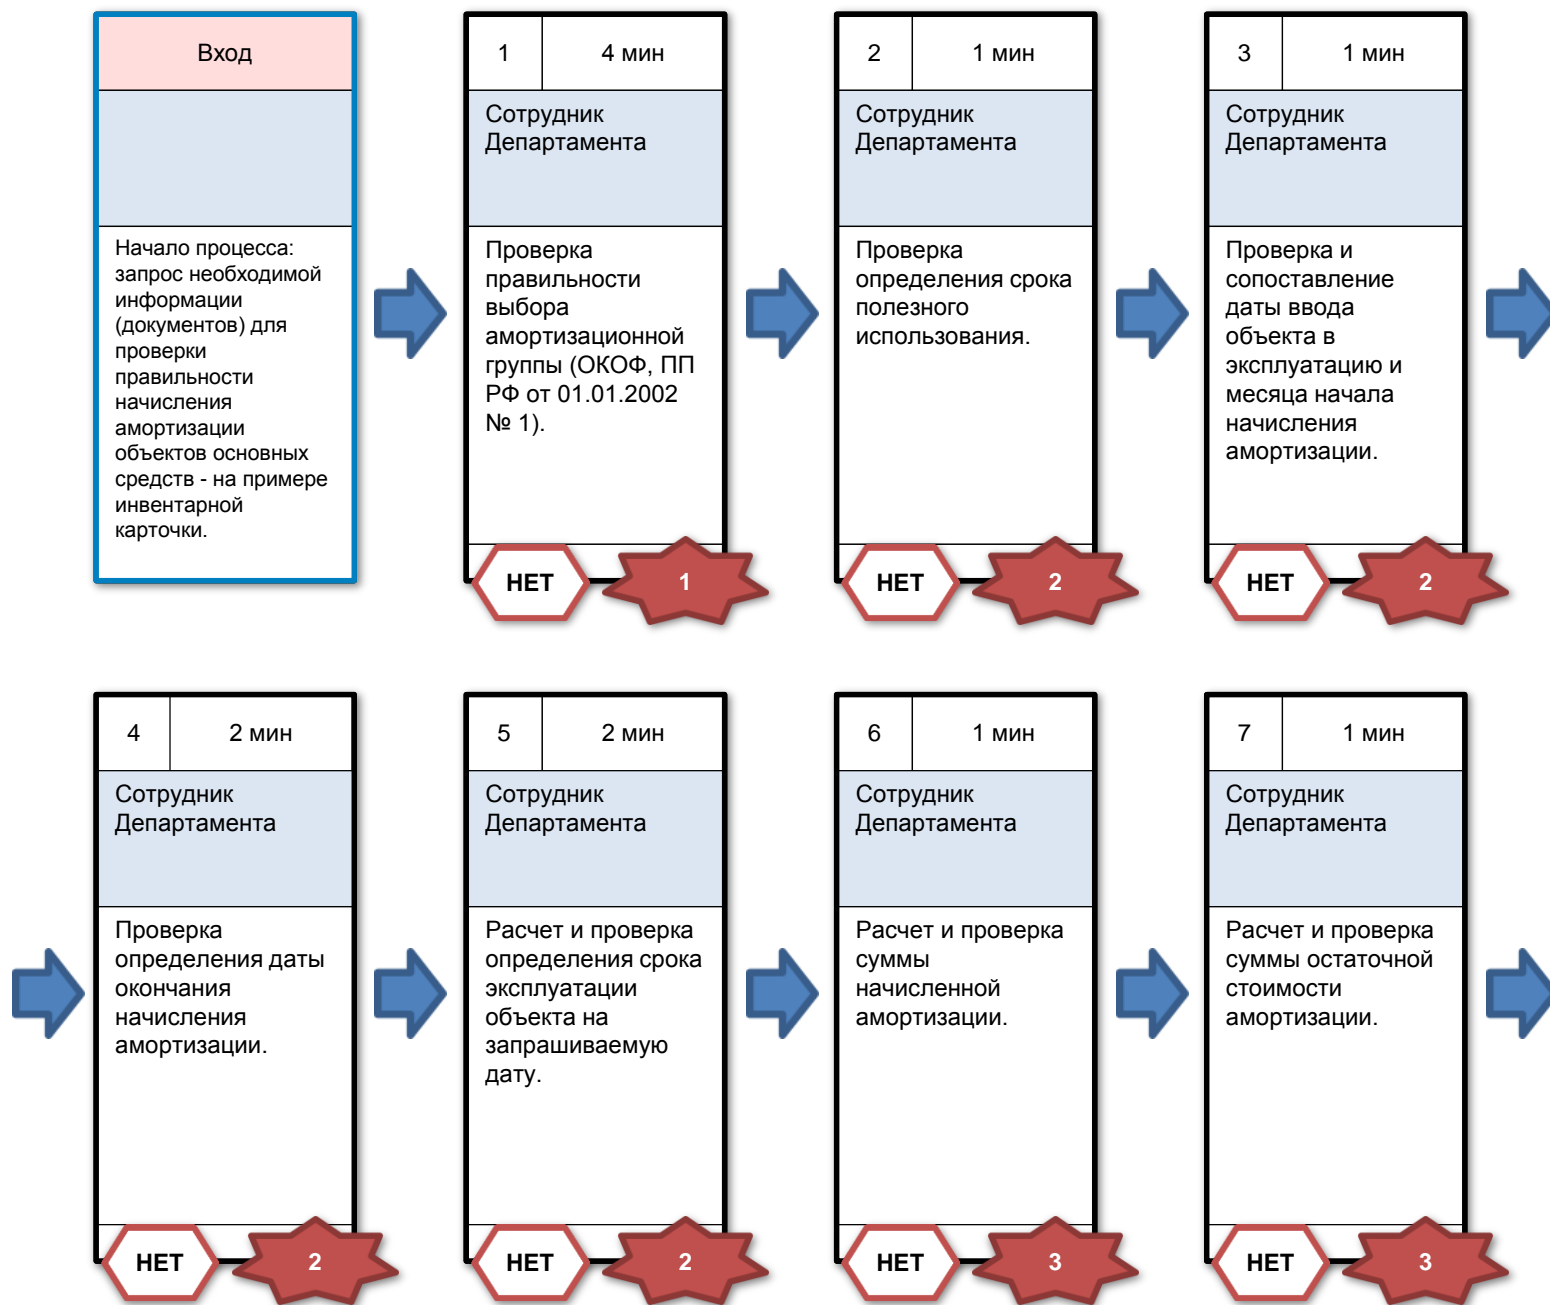 Вход
Начало процесса:
запрос необходимой
информации
(документов) для
проверки
правильности
начисления
амортизации
объектов основных
средств - на примере
инвентарной
карточки.
1
4 мин
Сотрудник
Департамента
Проверка
правильности
выбора
амортизационной
группы (ОКОФ, ПП
РФ от 01.01.2002
№ 1).
НЕТ
1
2
1 мин
Сотрудник
Департамента
Проверка
определения срока
полезного
использования.
НЕТ
2
3
1 мин
Сотрудник
Департамента
Проверка и
сопоставление
даты ввода
объекта в
эксплуатацию и
месяца начала
начисления
амортизации.
НЕТ
2
4
2 мин
Сотрудник
Департамента
Проверка
определения даты
окончания
начисления
амортизации.
НЕТ
2
5
2 мин
Сотрудник
Департамента
Расчет и проверка
определения срока
эксплуатации
объекта на
запрашиваемую
дату.
НЕТ
2
6
1 мин
Сотрудник
Департамента
Расчет и проверка
суммы
начисленной
амортизации.
НЕТ
3
7
1 мин
Сотрудник
Департамента
Расчет и проверка
суммы остаточной
стоимости
амортизации.
НЕТ
3